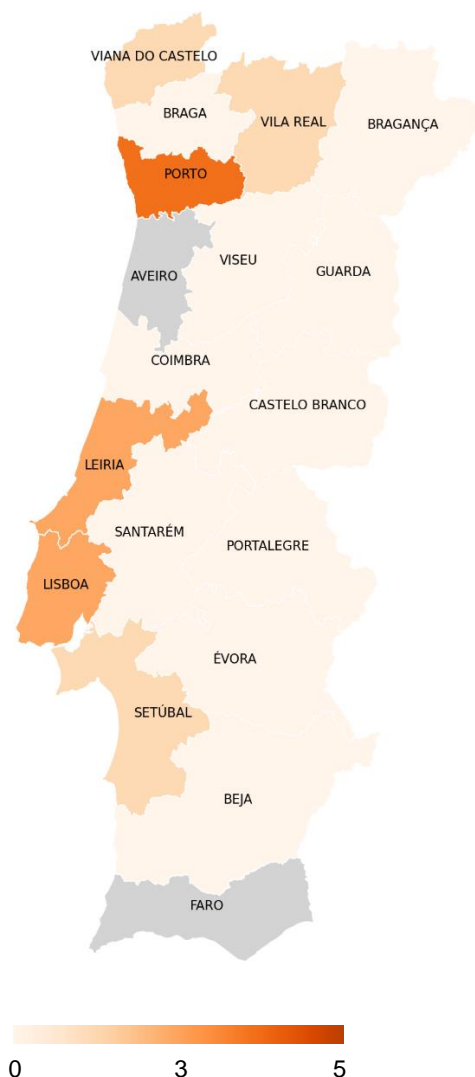 VIANA DO CASTELO
BRAGA
VILA REAL
BRAGANÇA
PORTO
AVEIRO
VISEU
GUARDA
COIMBRA
CASTELO BRANCO
LEIRIA
SANTARÉM
PORTALEGRE
LISBOA
ÉVORA
SETÚBAL
BEJA
FARO
0 3 5